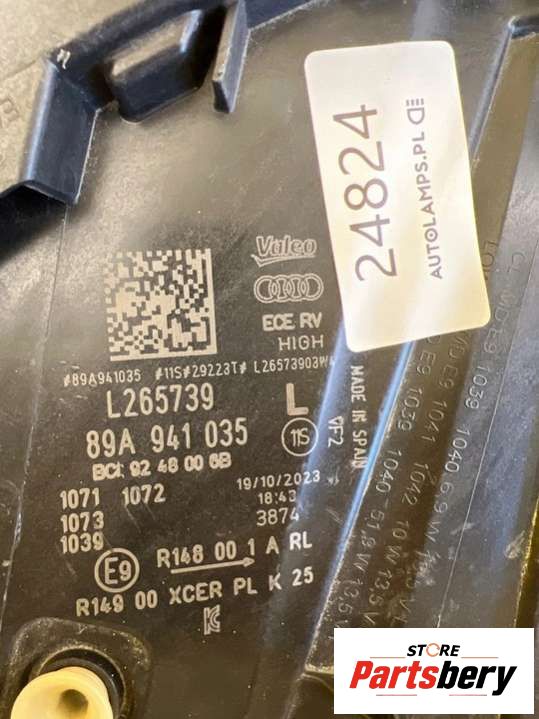 24824
AUTOLAMPS.PL
Valeo
ECE RV
HIGH
#89A941035 #11S#29223T# L26573903W
L265739 L
89A 941 035 11S
VF2
MADE IN SPAIN
BCI: 92 48 00 6B
1071 1072
1073
1039
19/10/2023
18:43
3874
E9
R148 00 1 A RL
R149 00 XCER PL K 25
STORE
Partsbery